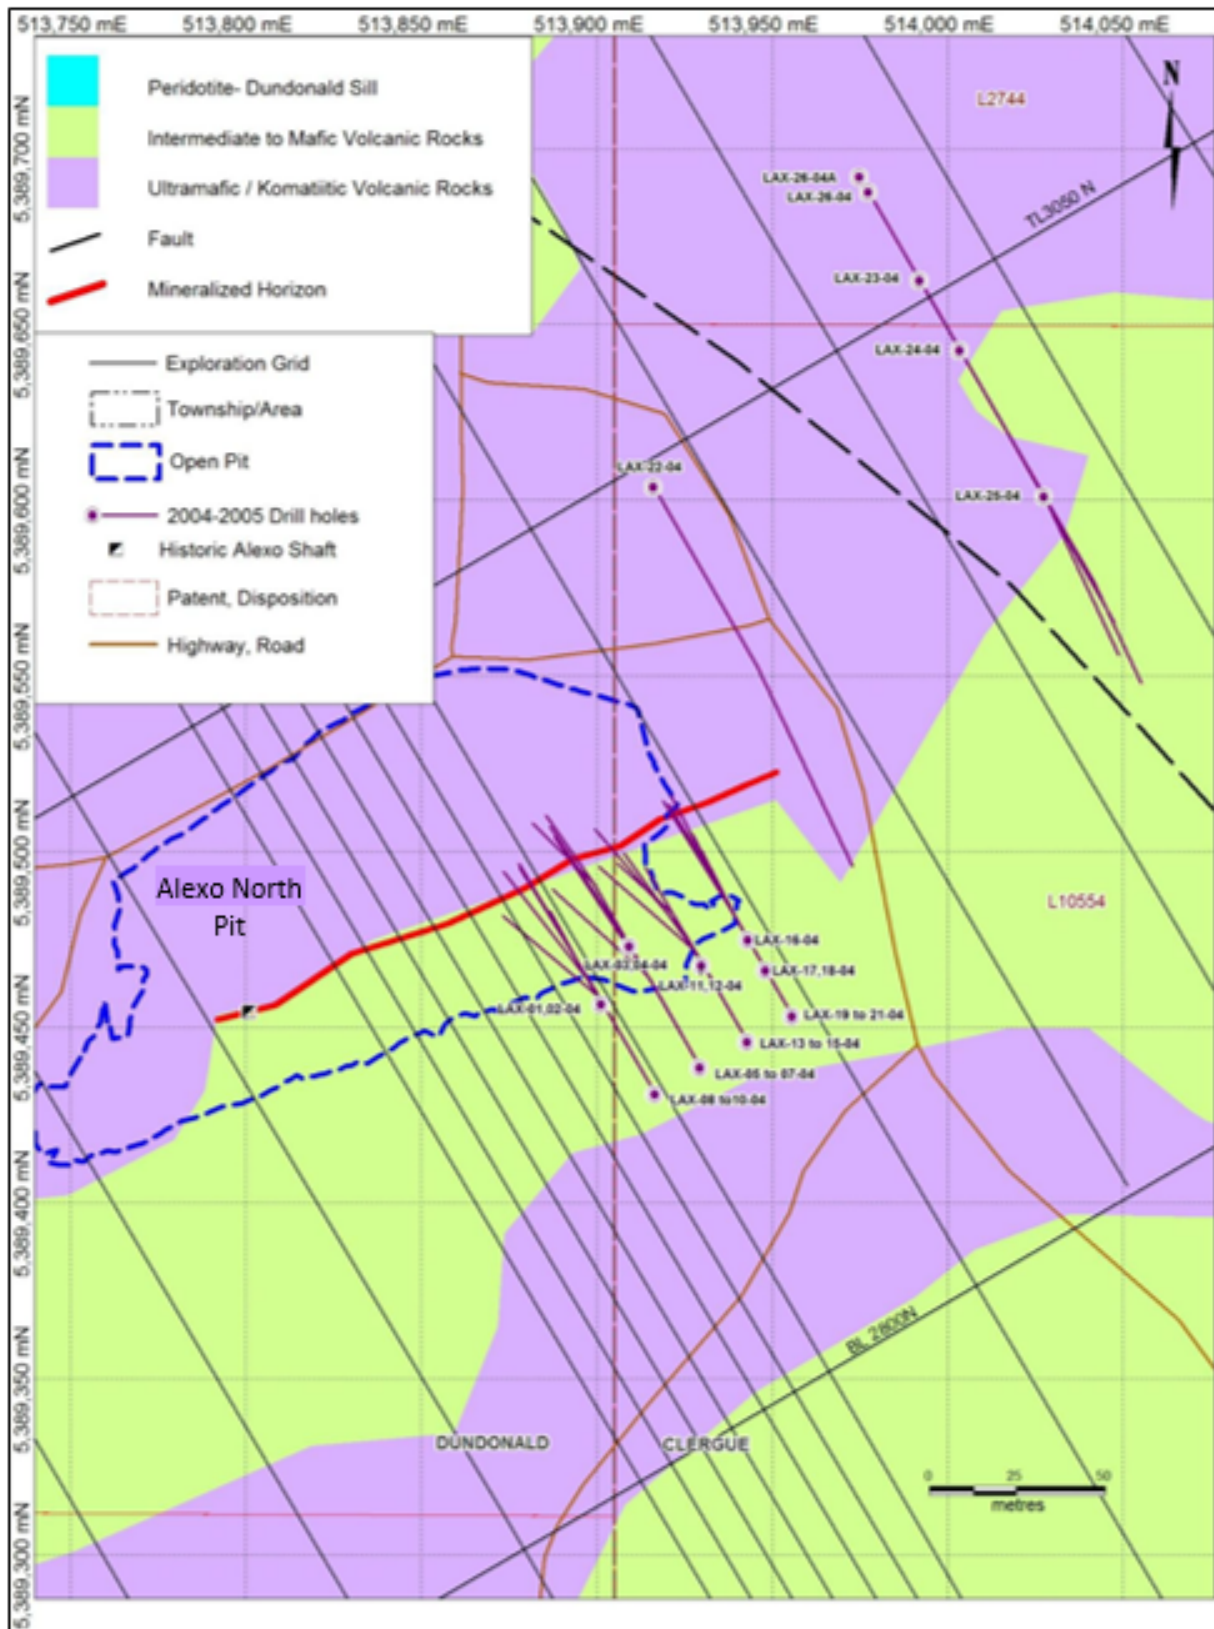 513,750 mE 513,800 mE 513,850 mE 513,900 mE 513,950 mE 514,000 mE 514,050 mE
Peridotite- Dundonald Sill
Intermediate to Mafic Volcanic Rocks
Ultramafic / Komatiitic Volcanic Rocks
Fault
Mineralized Horizon
Exploration Grid
Township/Area
Open Pit
2004-2005 Drill holes
Historic Alexo Shaft
Patent, Disposition
Highway, Road
N
L2744
TL3050 N
LAX-26-04A
LAX-26-04
LAX-23-04
LAX-24-04
LAX-22-04
LAX-25-04
5,389,700 mN
5,389,650 mN
5,389,600 mN
5,389,550 mN
5,389,500 mN
5,389,450 mN
5,389,400 mN
5,389,350 mN
5,389,300 mN
Alexo North
Pit
L10554
LAX-16-04
LAX-03,04-04
LAX-17,18-04
LAX-11,12-04
LAX-01,02-04
LAX-19 to 21-04
LAX-13 to 15-04
LAX-05 to 07-04
LAX-08 to10-04
BL 2800N
DUNDONALD
CLERGUE
0 25 50
metres